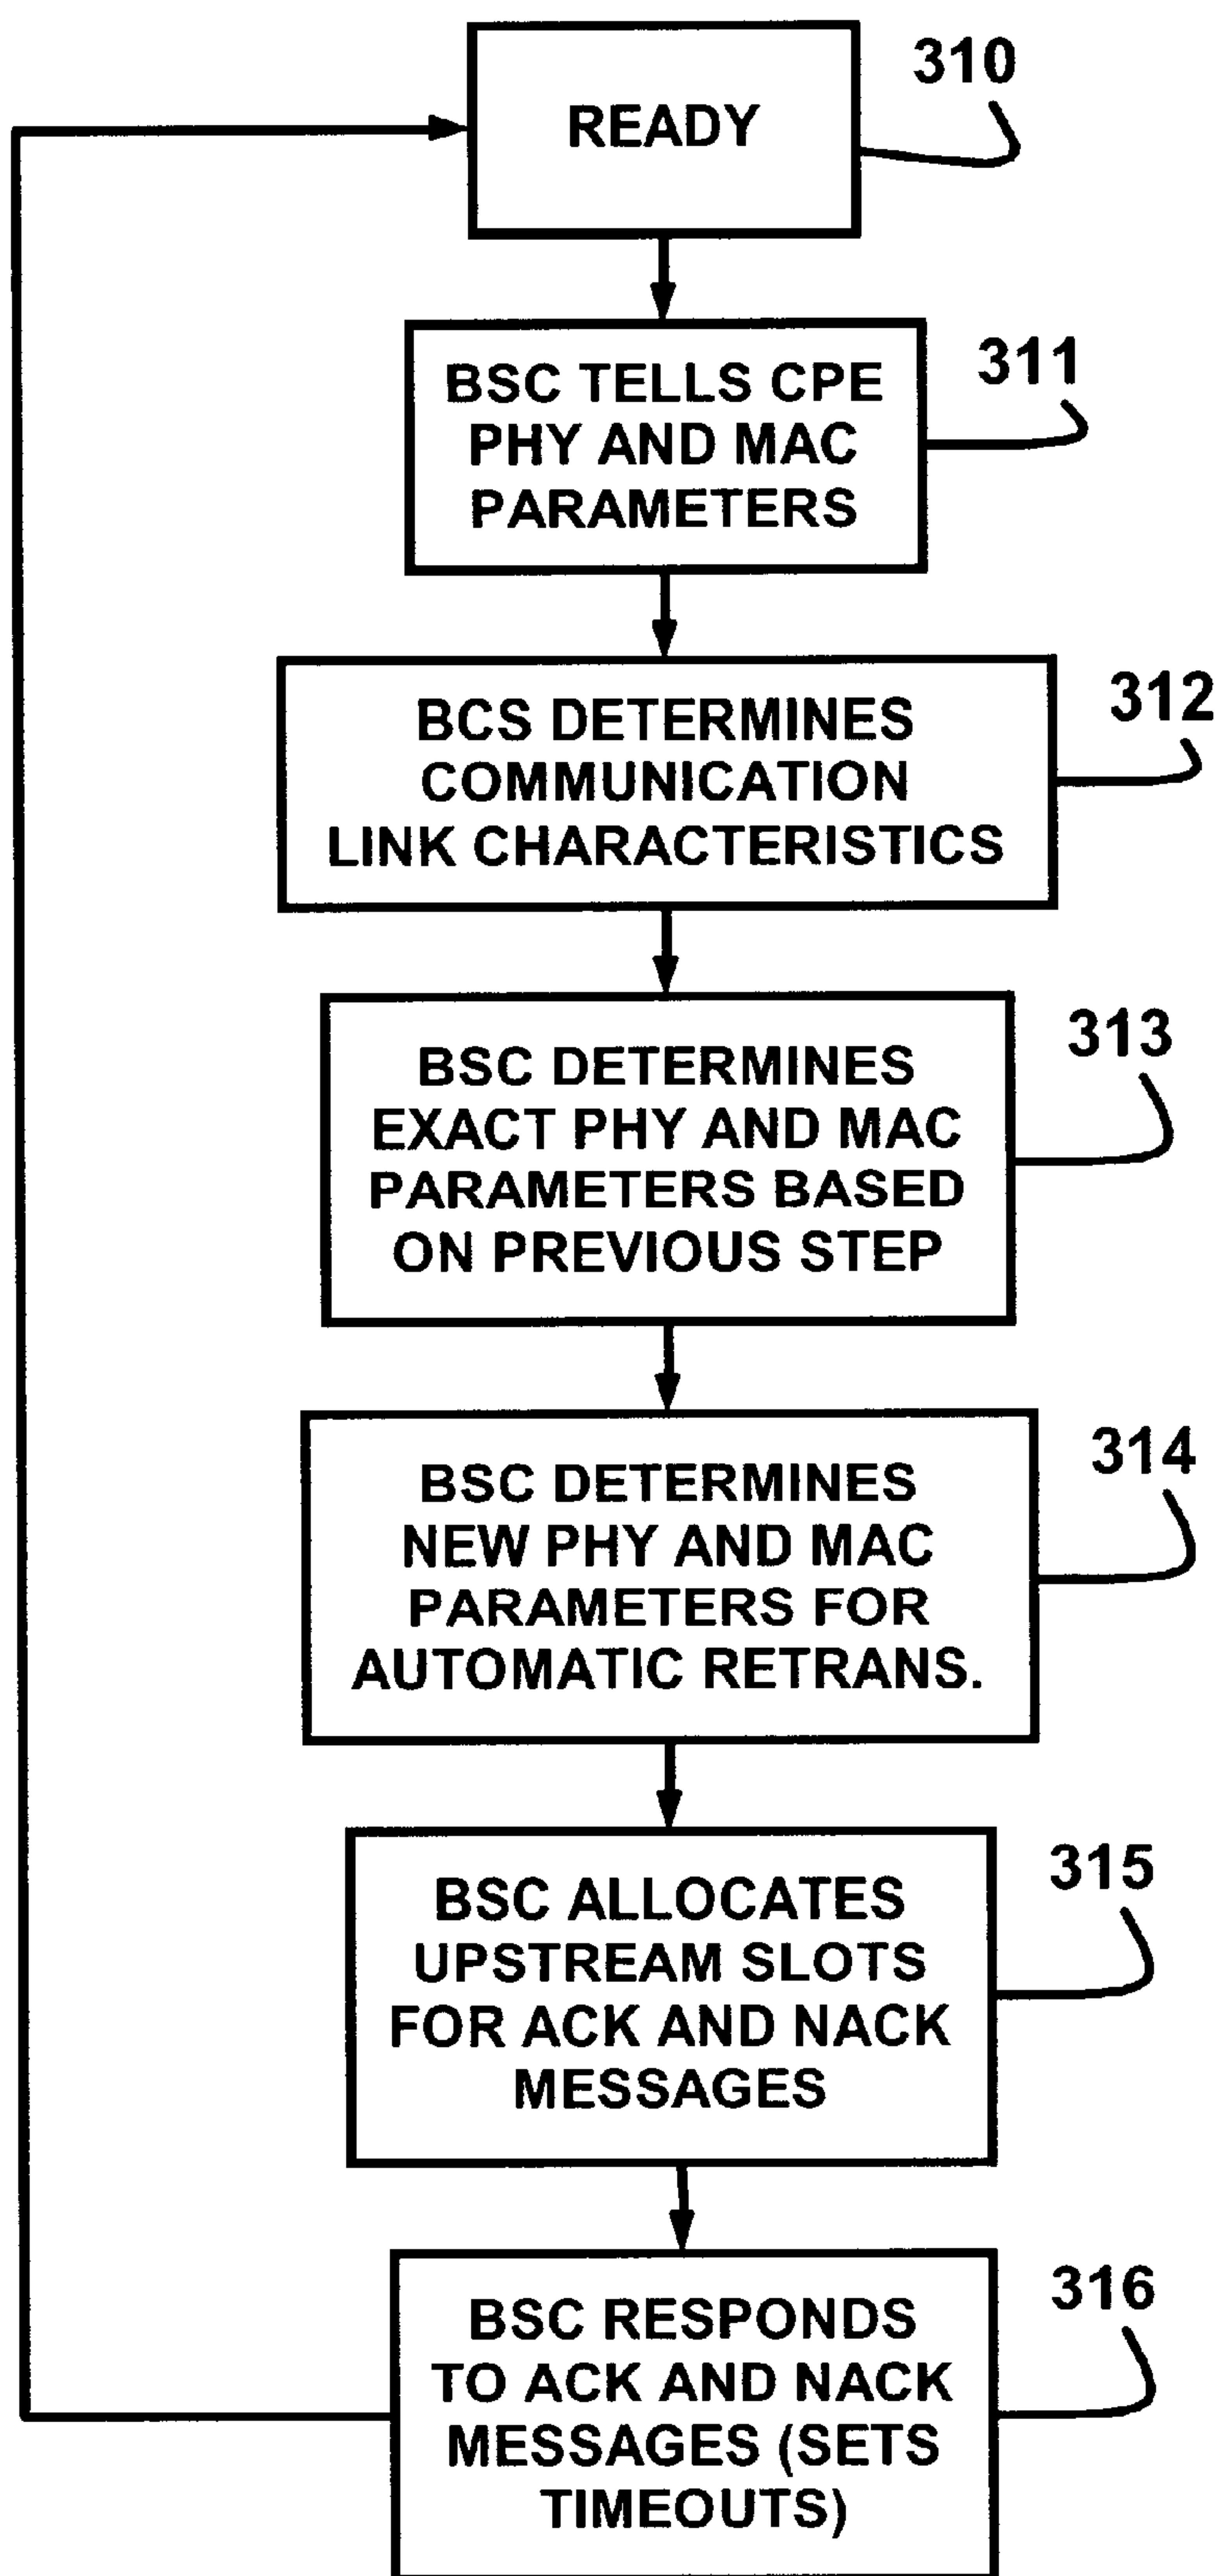 READY
310
BSC TELLS CPE
PHY AND MAC
PARAMETERS
311
BCS DETERMINES
COMMUNICATION
LINK CHARACTERISTICS
312
BSC DETERMINES
EXACT PHY AND MAC
PARAMETERS BASED
ON PREVIOUS STEP
313
BSC DETERMINES
NEW PHY AND MAC
PARAMETERS FOR
AUTOMATIC RETRANS.
314
BSC ALLOCATES
UPSTREAM SLOTS
FOR ACK AND NACK
MESSAGES
315
BSC RESPONDS
TO ACK AND NACK
MESSAGES (SETS
TIMEOUTS)
316